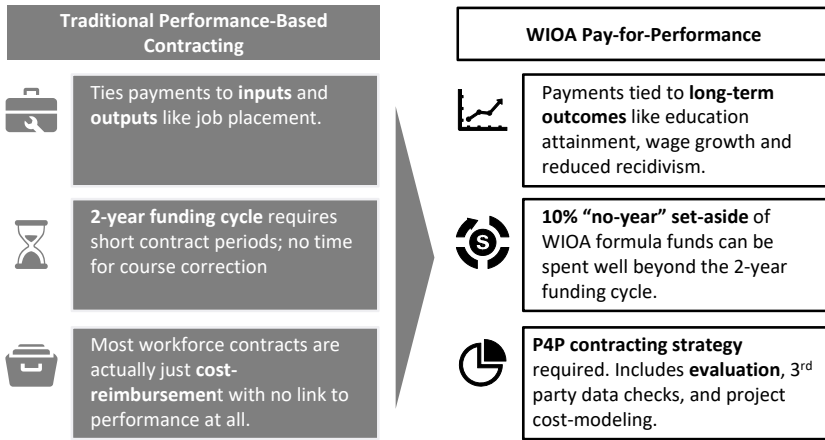 Traditional Performance-Based
Contracting
Ties payments to inputs and
outputs like job placement.
2-year funding cycle requires
short contract periods; no time
for course correction
Most workforce contracts are
actually just cost-
reimbursement with no link to
performance at all.
WIOA Pay-for-Performance
Payments tied to long-term
outcomes like education
attainment, wage growth and
reduced recidivism.
S
10% “no-year” set-aside of
WIOA formula funds can be
spent well beyond the 2-year
funding cycle.
P4P contracting strategy
required. Includes evaluation, 3rd
party data checks, and project
cost-modeling.